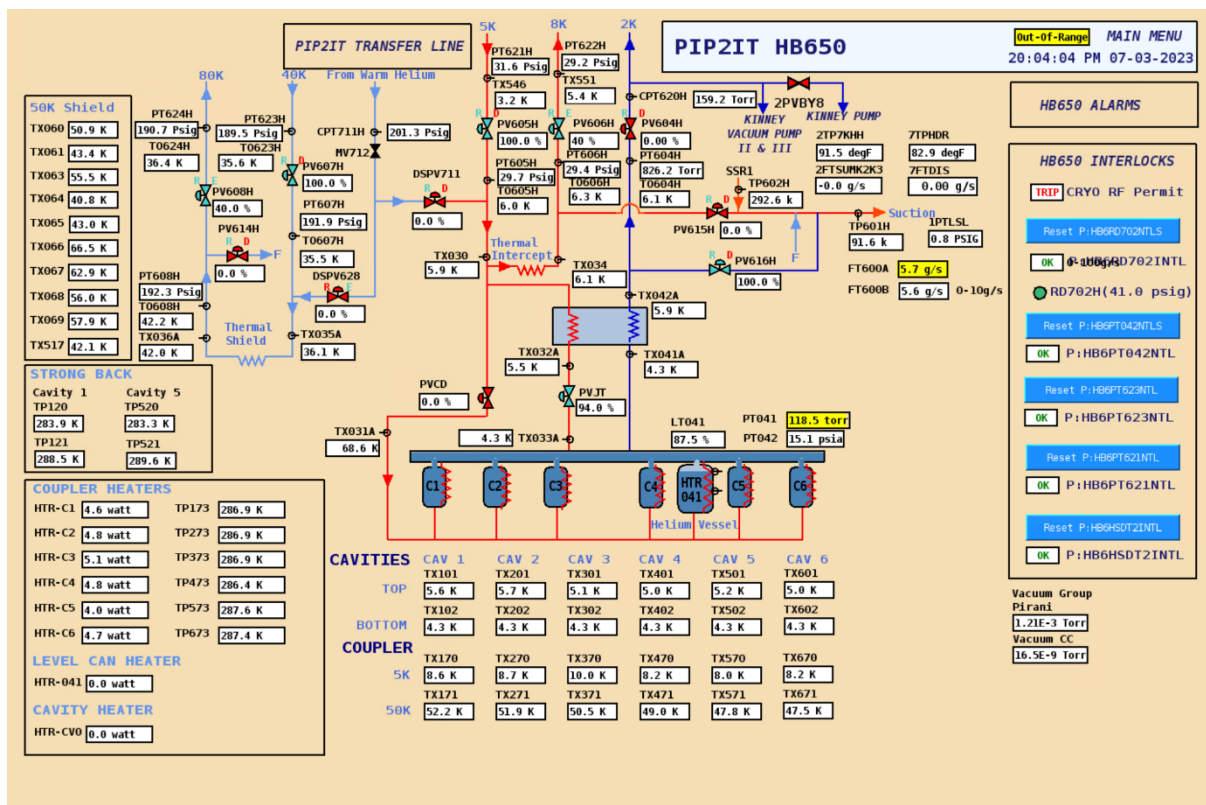 PIP2IT TRANSFER LINE
PIP2IT HB650
Out-Of-Range
MAIN MENU
20:04:04 PM 07-03-2023
5K
8K
2K
80K
40K
From Warm Helium
50K Shield
TX060 50.9 K
TX061 43.4 K
TX063 55.5 K
TX064 40.8 K
TX065 43.0 K
TX066 66.5 K
TX067 62.9 K
TX068 56.0 K
TX069 57.9 K
TX517 42.1 K
PT624H
190.7 Psig
TO624H
36.4 K
R E
PV608H
40.0 %
PV614H
R D
0.0 %
F
PT608H
192.3 Psig
TO608H
42.2 K
TX036A
42.0 K
Thermal
Shield
PT623H
189.5 Psig
TO623H
35.6 K
R D
PV607H
100.0 %
PT607H
191.9 Psig
TO607H
35.5 K
DSPV628
R E
0.0 %
TX035A
36.1 K
CPT711H
201.3 Psig
MV712
DSPV711
R D
0.0 %
PT621H
31.6 Psig
TX546
3.2 K
R D
PV605H
100.0 %
PT605H
29.7 Psig
TO605H
6.0 K
TX030
5.9 K
Thermal
Intercept
PT622H
29.2 Psig
TX551
5.4 K
R E
PV606H
40 %
PT606H
29.4 Psig
TO606H
6.3 K
TX034
6.1 K
CPT620H
159.2 Torr
R D
PV604H
0.00 %
PT604H
826.2 Torr
TO604H
6.1 K
TX042A
5.9 K
TX041A
4.3 K
2PVBY8
KINNEY
VACUUM PUMP
II & III
KINNEY PUMP
2TP7KHH
91.5 degF
2FTSUMK2K3
-0.0 g/s
7TPHDR
82.9 degF
7FTDIS
0.00 g/s
SSR1
TP602H
292.6 k
R D
PV615H
0.0 %
Suction
TP601H
91.6 k
1PTLSL
0.8 PSIG
F
R D
PV616H
100.0 %
FT600A 5.7 g/s
FT600B 5.6 g/s 0-10g/s
TX032A
5.5 K
PVCD
0.0 %
PVJT
94.0 %
TX031A
68.6 K
4.3 K TX033A
LT041
87.5 %
PT041 118.5 torr
PT042 15.1 psia
C1
C2
C3
C4
HTR
041
C5
C6
Helium Vessel
STRONG BACK
Cavity 1 Cavity 5
TP120 TP520
283.9 K 283.3 K
TP121 TP521
288.5 K 289.6 K
COUPLER HEATERS
HTR-C1 4.6 watt TP173 286.9 K
HTR-C2 4.8 watt TP273 286.9 K
HTR-C3 5.1 watt TP373 286.9 K
HTR-C4 4.8 watt TP473 286.4 K
HTR-C5 4.0 watt TP573 287.6 K
HTR-C6 4.7 watt TP673 287.4 K
LEVEL CAN HEATER
HTR-041 0.0 watt
CAVITY HEATER
HTR-CV0 0.0 watt
CAVITIES CAV 1 CAV 2 CAV 3 CAV 4 CAV 5 CAV 6
TX101 TX201 TX301 TX401 TX501 TX601
TOP 5.6 K 5.7 K 5.1 K 5.0 K 5.2 K 5.0 K
TX102 TX202 TX302 TX402 TX502 TX602
BOTTOM 4.3 K 4.3 K 4.3 K 4.3 K 4.3 K 4.3 K
COUPLER
TX170 TX270 TX370 TX470 TX570 TX670
5K 8.6 K 8.7 K 10.0 K 8.2 K 8.0 K 8.2 K
TX171 TX271 TX371 TX471 TX571 TX671
50K 52.2 K 51.9 K 50.5 K 49.0 K 47.8 K 47.5 K
HB650 ALARMS
HB650 INTERLOCKS
TRIP CRYO RF Permit
Reset P:HB6RD702NTLS
OK P:HB6RD702INTL
0-100g/s
RD702H(41.0 psig)
Reset P:HB6PT042NTLS
OK P:HB6PT042NTL
Reset P:HB6PT623NTL
OK P:HB6PT623NTL
Reset P:HB6PT621NTL
OK P:HB6PT621NTL
Reset P:HB6HSDT2INTL
OK P:HB6HSDT2INTL
Vacuum Group
Pirani
1.21E-3 Torr
Vacuum CC
16.5E-9 Torr